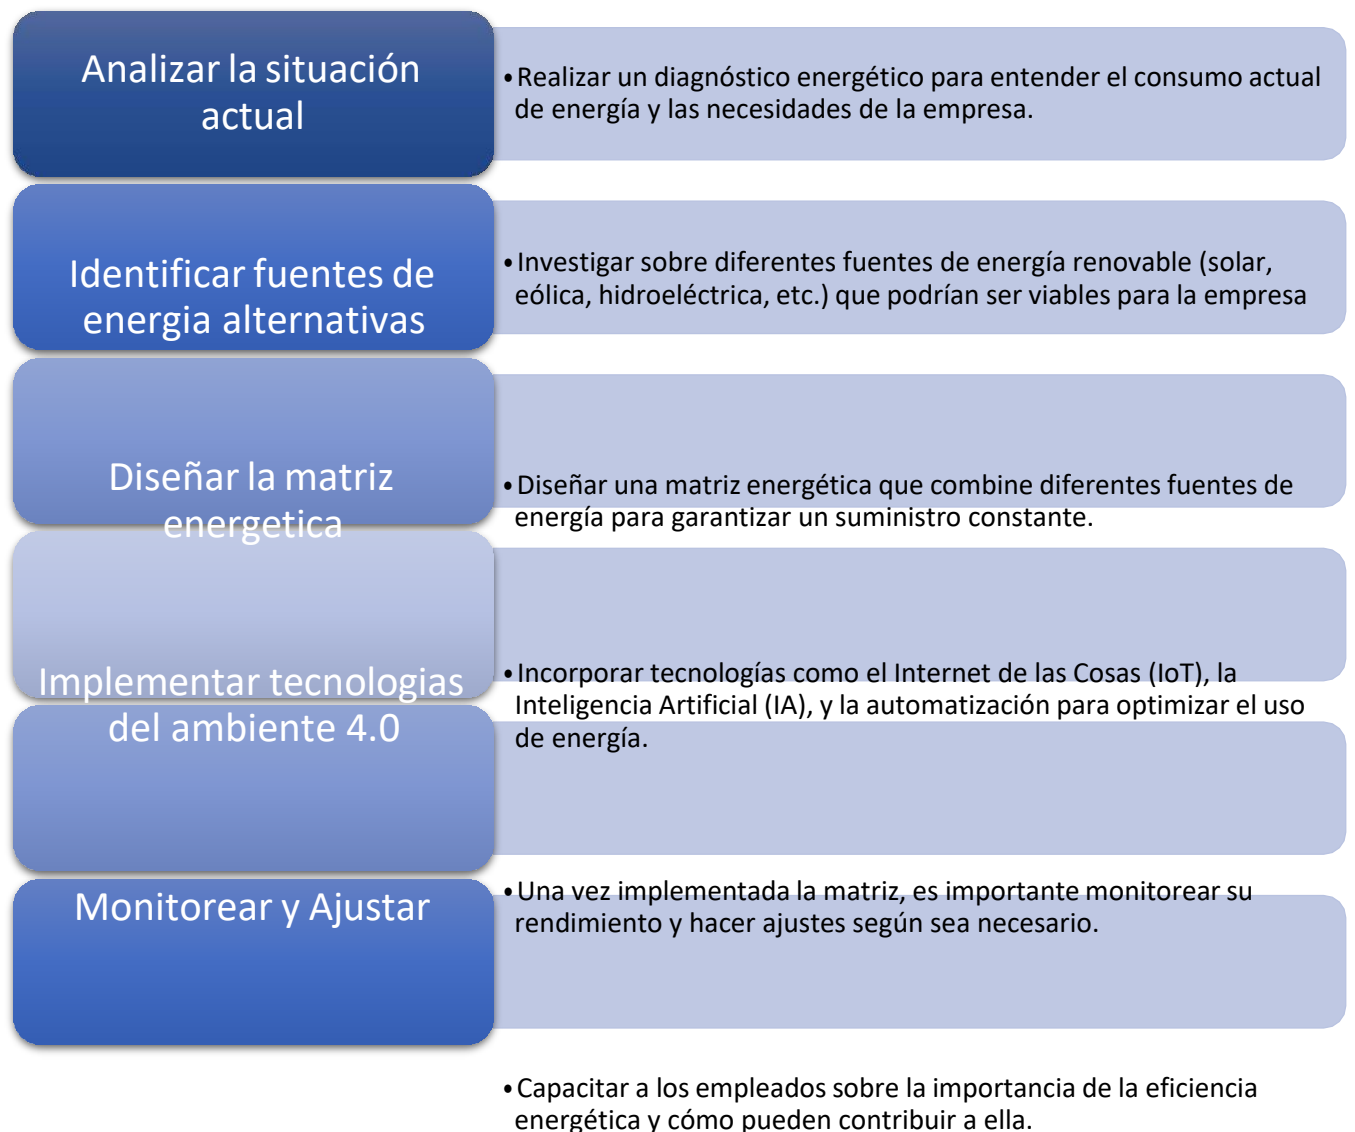 Analizar la situación
actual
•Realizar un diagnóstico energético para entender el consumo actual
de energía y las necesidades de la empresa.
Identificar fuentes de
energia alternativas
•Investigar sobre diferentes fuentes de energía renovable (solar,
eólica, hidroeléctrica, etc.) que podrían ser viables para la empresa
Diseñar la matriz
energetica
•Diseñar una matriz energética que combine diferentes fuentes de
energía para garantizar un suministro constante.
Implementar tecnologias
del ambiente 4.0
•Incorporar tecnologías como el Internet de las Cosas (IoT), la
Inteligencia Artificial (IA), y la automatización para optimizar el uso
de energía.
Monitorear y Ajustar
•Una vez implementada la matriz, es importante monitorear su
rendimiento y hacer ajustes según sea necesario.
•Capacitar a los empleados sobre la importancia de la eficiencia
energética y cómo pueden contribuir a ella.